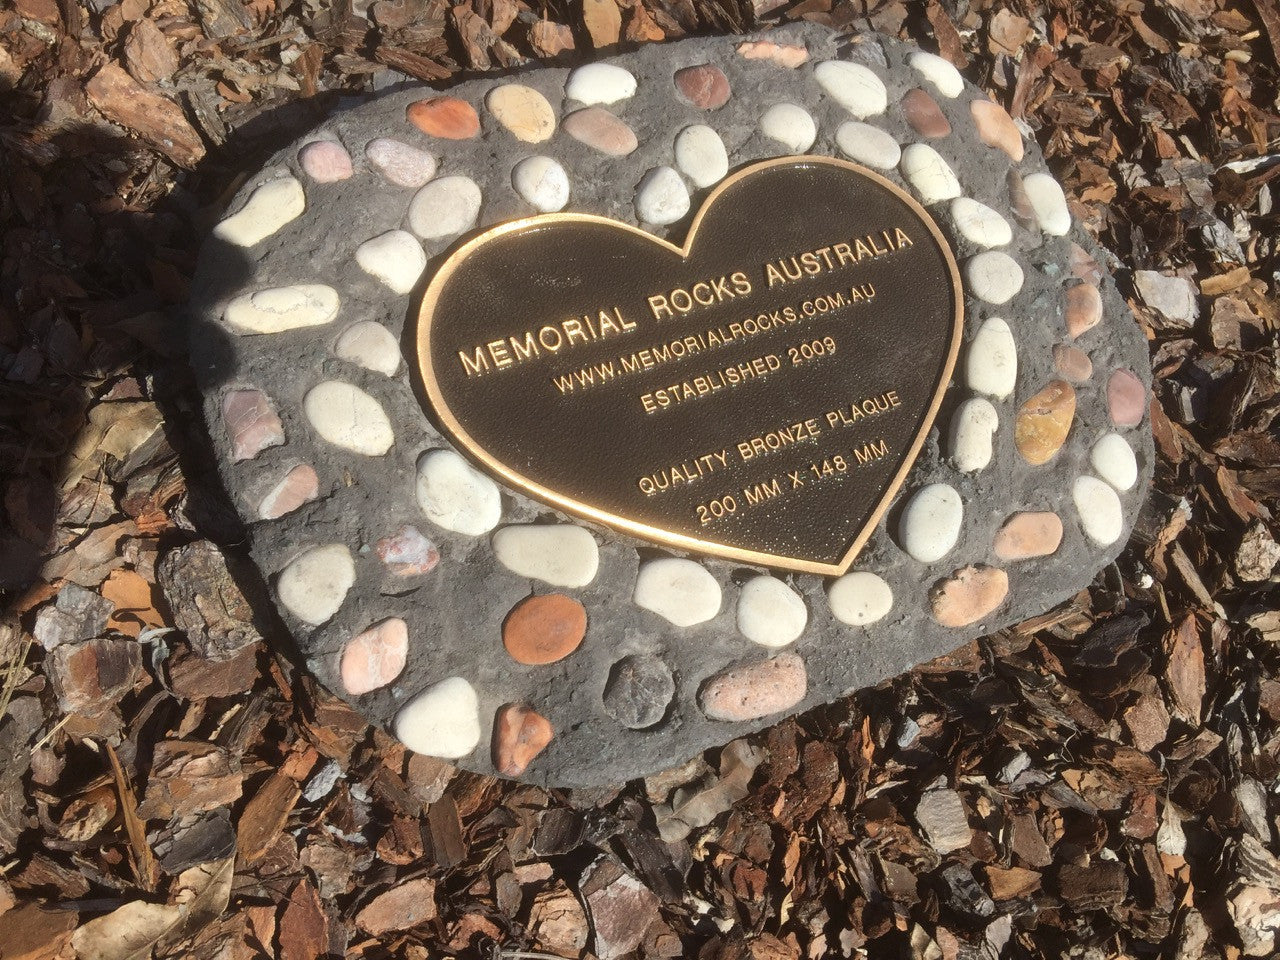 MEMORIAL ROCKS AUSTRALIA
WWW.MEMORIALROCKS.COM.AU
ESTABLISHED 2009
QUALITY BRONZE PLAQUE
200 MM X 148 MM